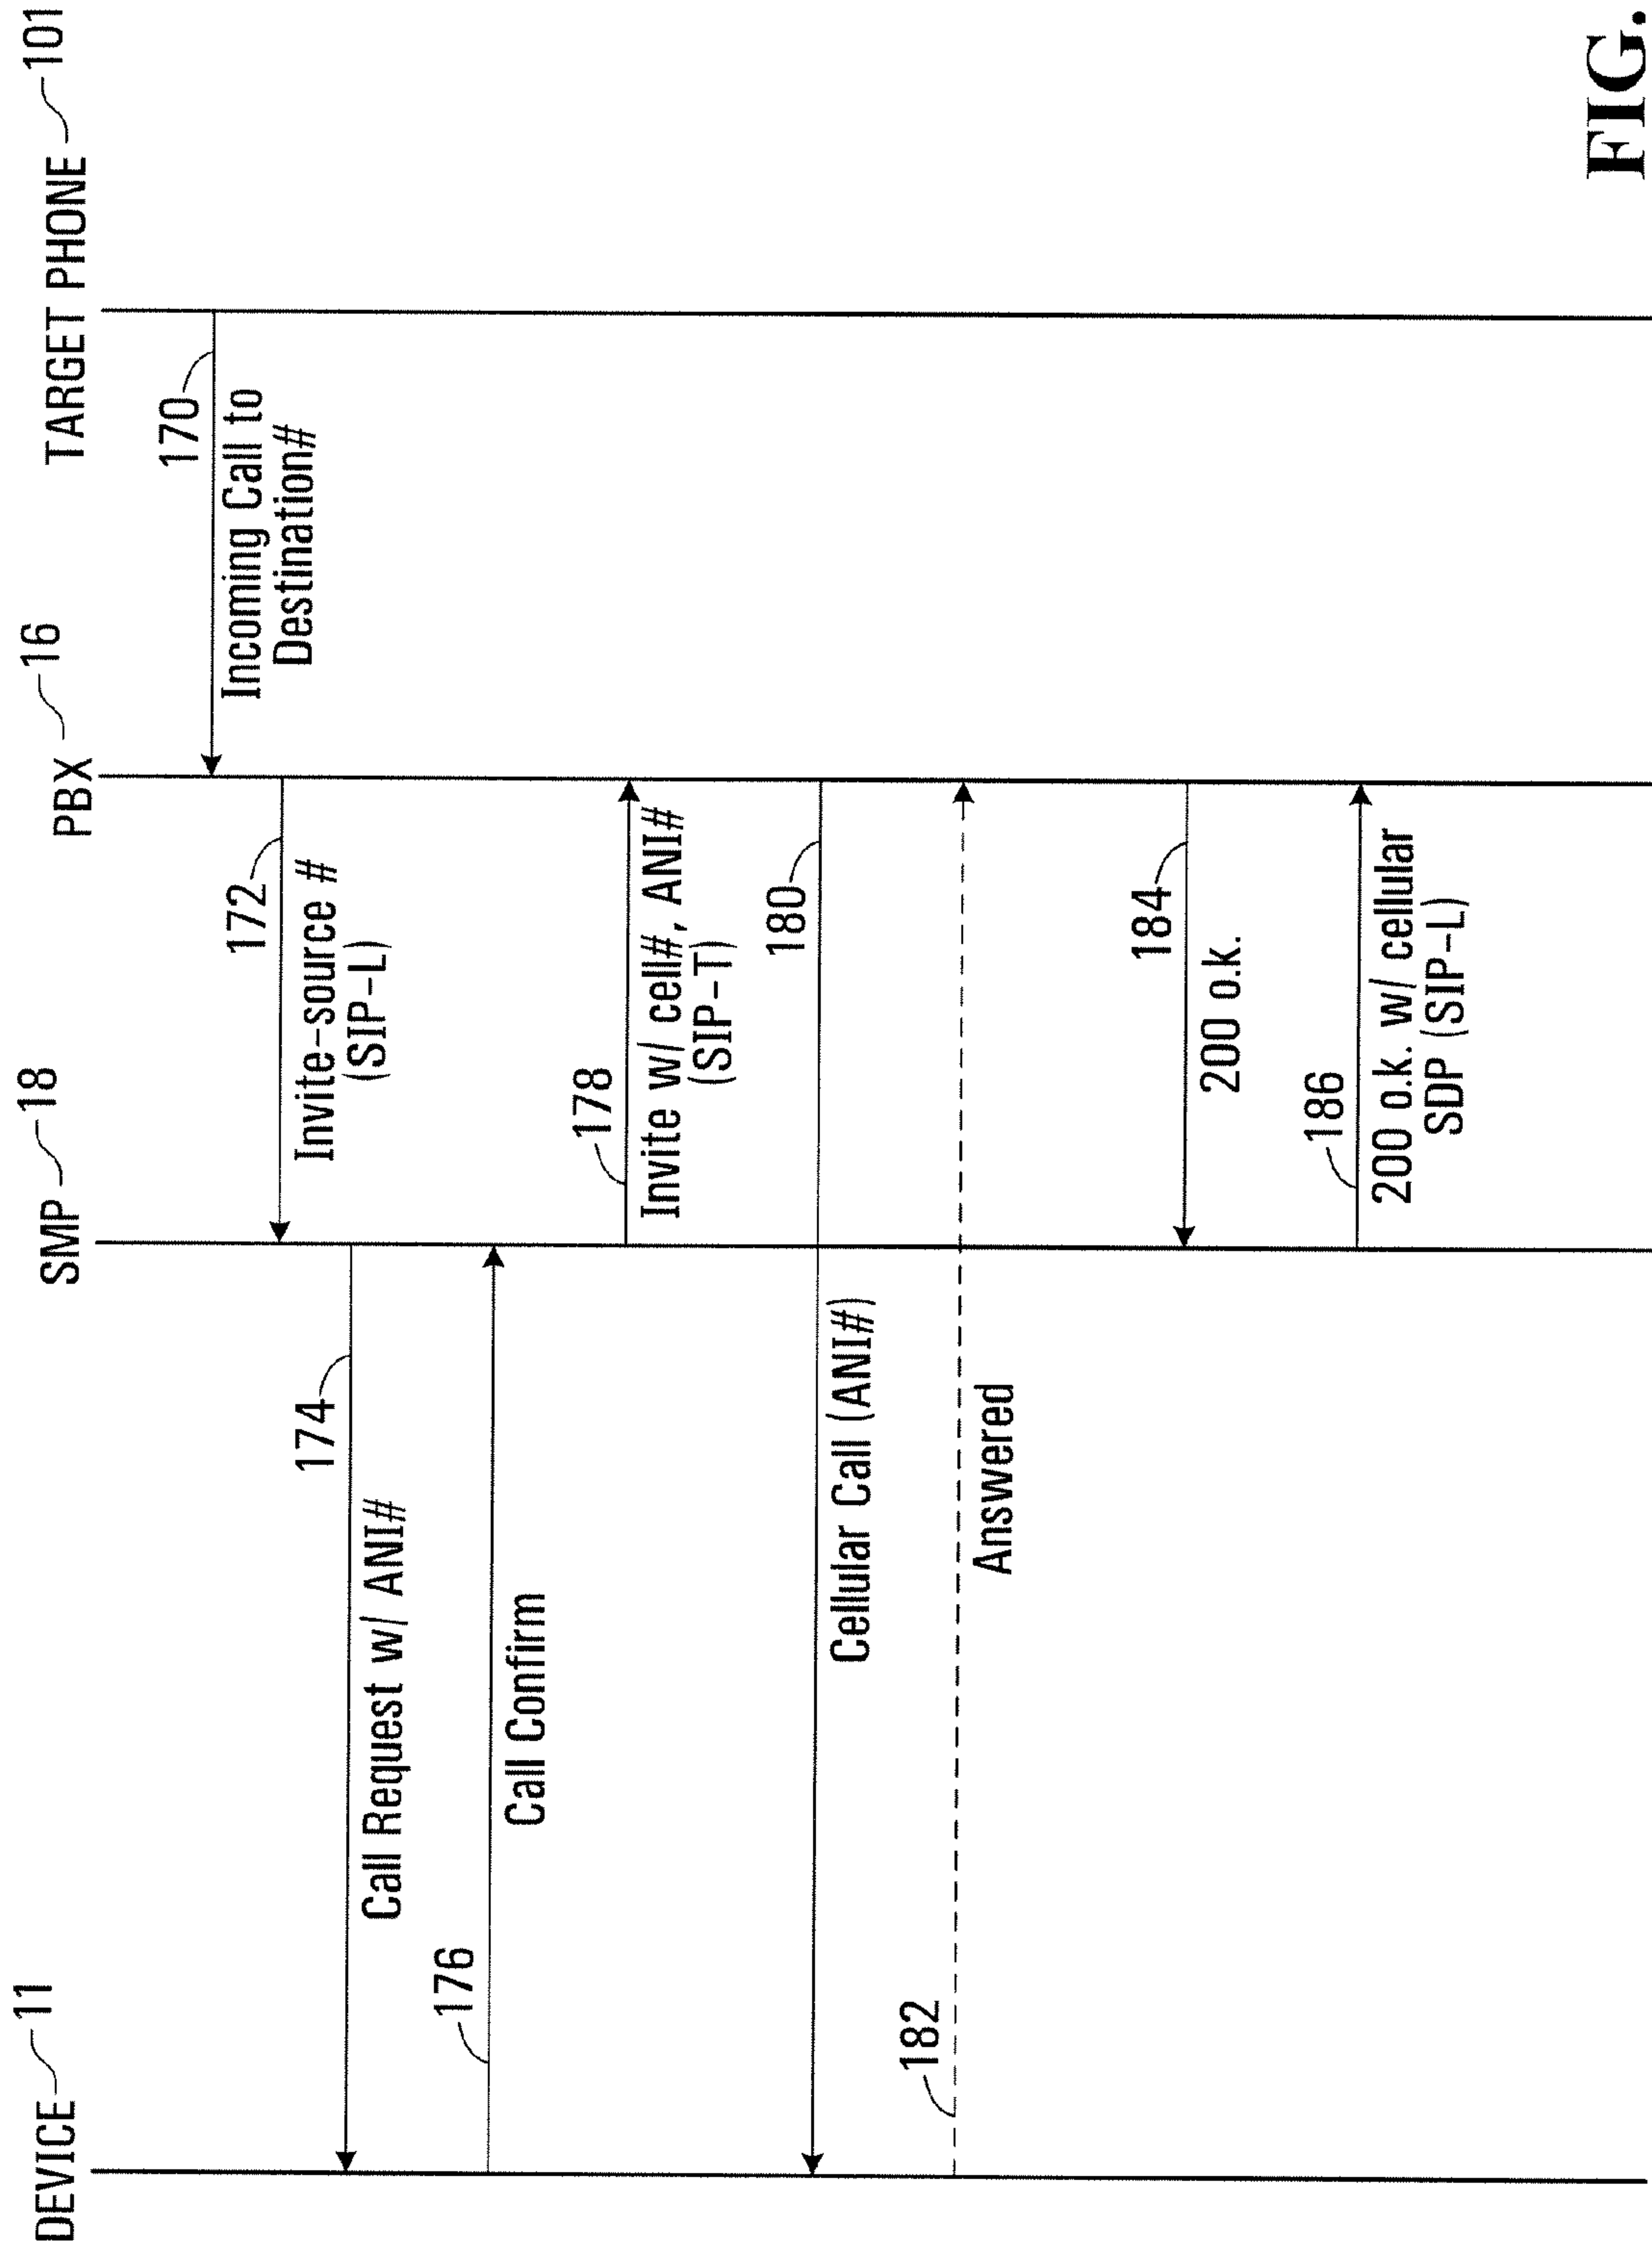 DEVICE 11
SMP 18
PBX 16
TARGET PHONE 101
170
Incoming Call to
Destination#
172
Invite-source #
(SIP-L)
174
Call Request w/ ANI#
176
Call Confirm
178
Invite w/ cell#, ANI#
(SIP-T)
180
Cellular Call (ANI#)
182
Answered
184
200 o.k.
186
200 o.k. w/ cellular
SDP (SIP-L)
FIG.